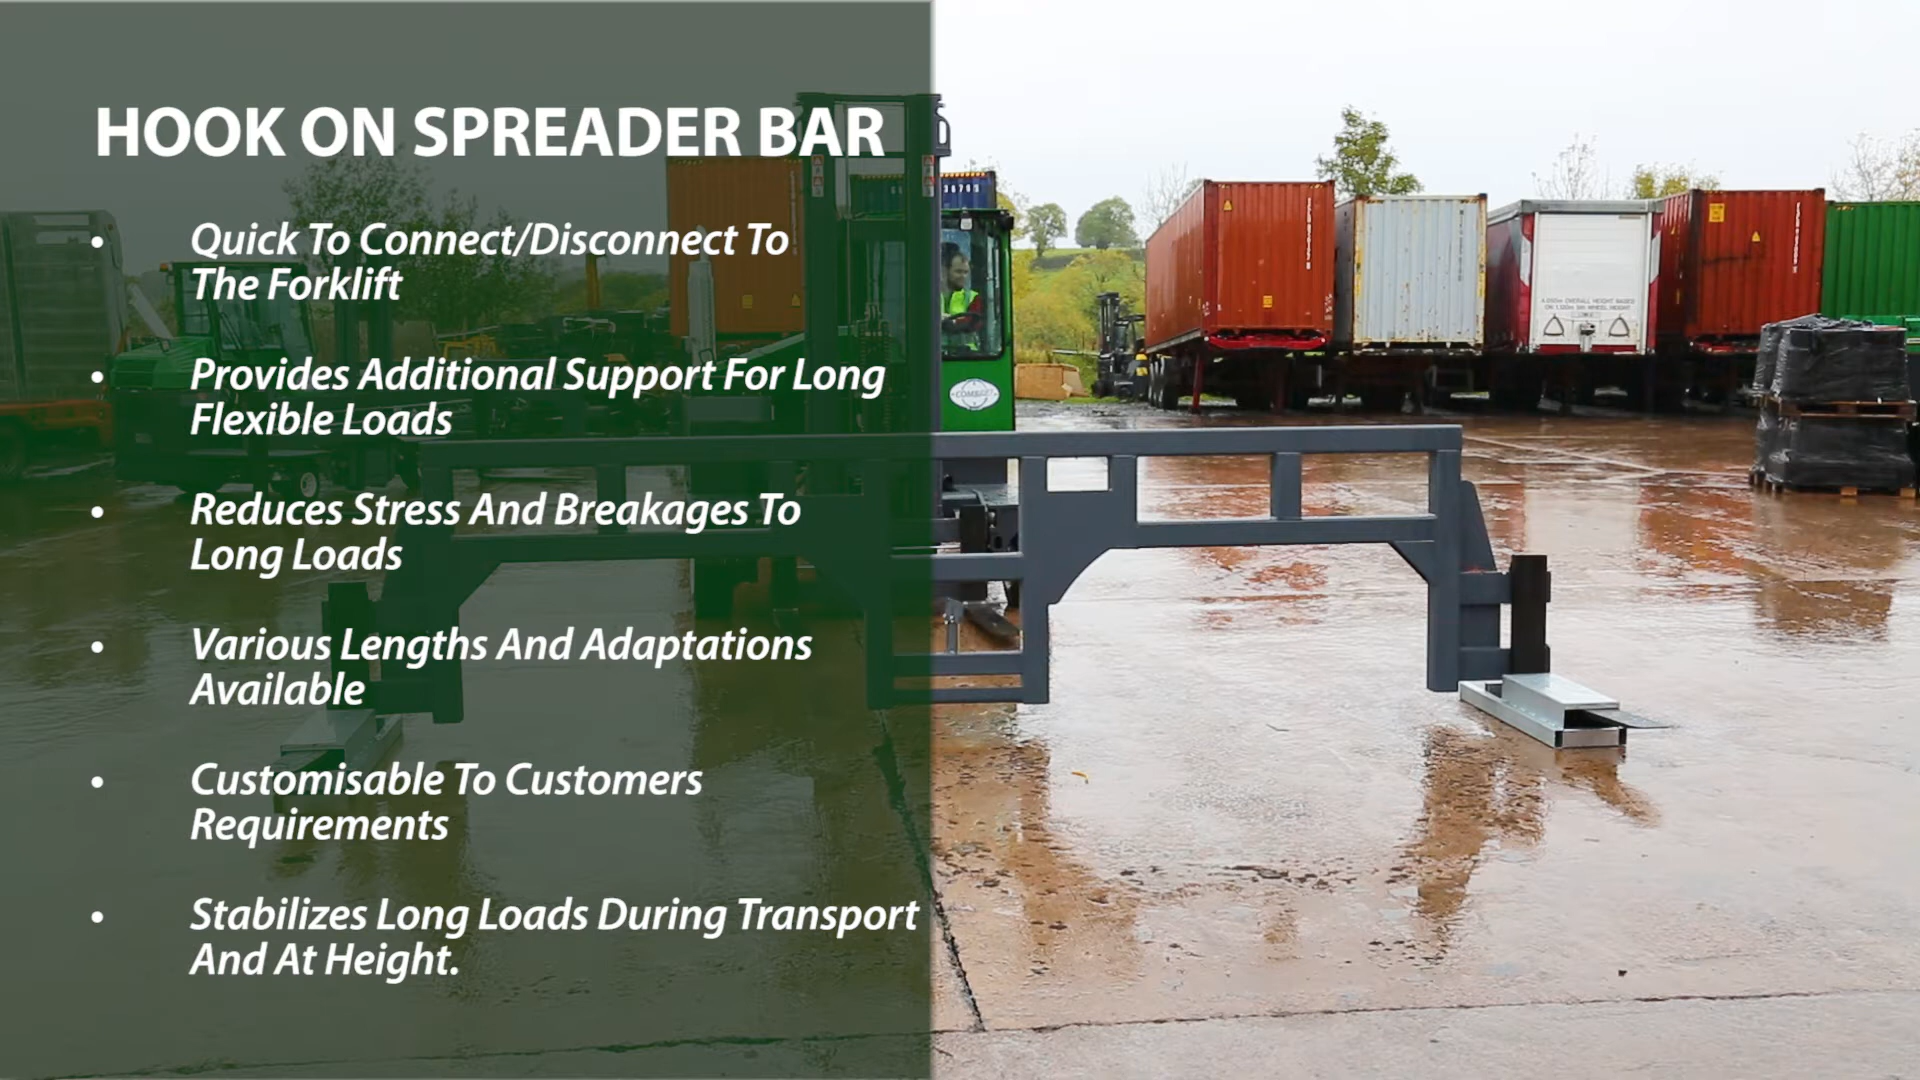 HOOK ON SPREADER BAR
• Quick To Connect/Disconnect To
The Forklift
• Provides Additional Support For Long
Flexible Loads
• Reduces Stress And Breakages To
Long Loads
• Various Lengths And Adaptations
Available
• Customisable To Customers
Requirements
• Stabilizes Long Loads During Transport
And At Height.